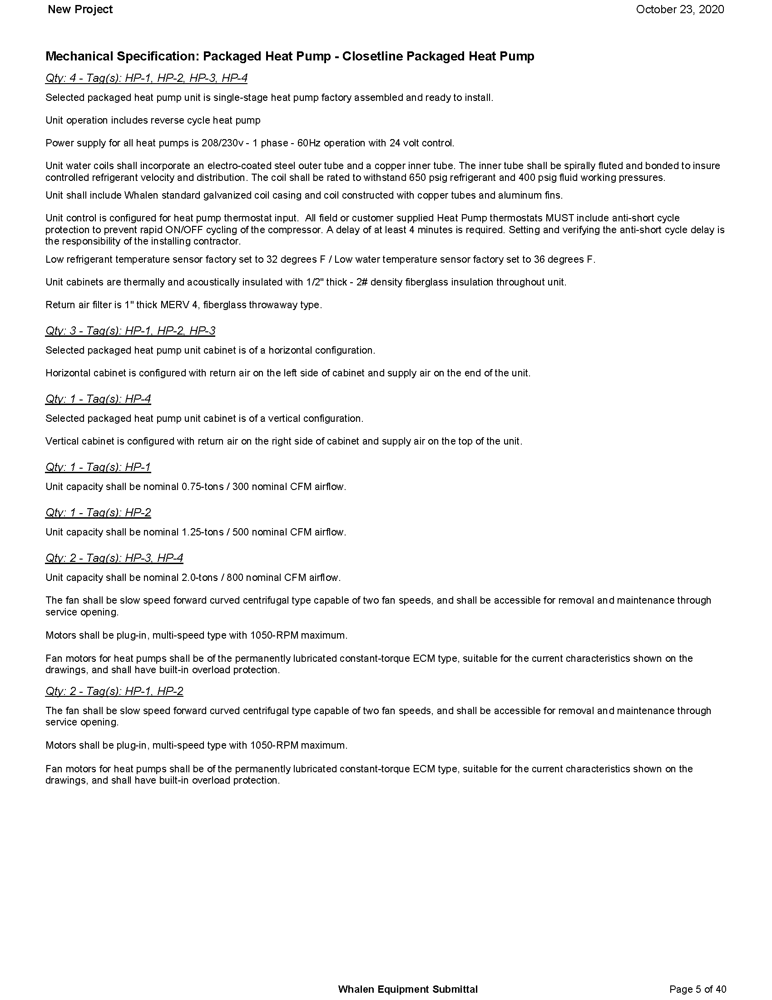 New Project October 23, 2020
Mechanical Specification: Packaged Heat Pump - Closetline Packaged Heat Pump
Qty: 4 - Tag(s): HP-1, HP-2, HP-3, HP-4
Selected packaged heat pump unit is single-stage heat pump factory assembled and ready to install.
Unit operation includes reverse cycle heat pump
Power supply for all heat pumps is 208/230v - 1 phase - 60Hz operation with 24 volt control.
Unit water coils shall incorporate an electro-coated steel outer tube and a copper inner tube. The inner tube shall be spirally fluted and bonded to insure
controlled refrigerant velocity and distribution. The coil shall be rated to withstand 650 psig refrigerant and 400 psig fluid working pressures.
Unit shall include Whalen standard galvanized coil casing and coil constructed with copper tubes and aluminum fins.
Unit control is configured for heat pump thermostat input.  All field or customer supplied Heat Pump thermostats MUST include anti-short cycle
protection to prevent rapid ON/OFF cycling of the compressor. A delay of at least 4 minutes is required. Setting and verifying the anti-short cycle delay is
the responsibility of the installing contractor.
Low refrigerant temperature sensor factory set to 32 degrees F / Low water temperature sensor factory set to 36 degrees F.
Unit cabinets are thermally and acoustically insulated with 1/2" thick - 2# density fiberglass insulation throughout unit.
Return air filter is 1" thick MERV 4, fiberglass throwaway type.
Qty: 3 - Tag(s): HP-1, HP-2, HP-3
Selected packaged heat pump unit cabinet is of a horizontal configuration.
Horizontal cabinet is configured with return air on the left side of cabinet and supply air on the end of the unit.
Qty: 1 - Tag(s): HP-4
Selected packaged heat pump unit cabinet is of a vertical configuration.
Vertical cabinet is configured with return air on the right side of cabinet and supply air on the top of the unit.
Qty: 1 - Tag(s): HP-1
Unit capacity shall be nominal 0.75-tons / 300 nominal CFM airflow.
Qty: 1 - Tag(s): HP-2
Unit capacity shall be nominal 1.25-tons / 500 nominal CFM airflow.
Qty: 2 - Tag(s): HP-3, HP-4
Unit capacity shall be nominal 2.0-tons / 800 nominal CFM airflow.
The fan shall be slow speed forward curved centrifugal type capable of two fan speeds, and shall be accessible for removal and maintenance through
service opening.
Motors shall be plug-in, multi-speed type with 1050-RPM maximum.
Fan motors for heat pumps shall be of the permanently lubricated constant-torque ECM type, suitable for the current characteristics shown on the
drawings, and shall have built-in overload protection.
Qty: 2 - Tag(s): HP-1, HP-2
The fan shall be slow speed forward curved centrifugal type capable of two fan speeds, and shall be accessible for removal and maintenance through
service opening.
Motors shall be plug-in, multi-speed type with 1050-RPM maximum.
Fan motors for heat pumps shall be of the permanently lubricated constant-torque ECM type, suitable for the current characteristics shown on the
drawings, and shall have built-in overload protection.
Whalen Equipment Submittal Page 5 of 40